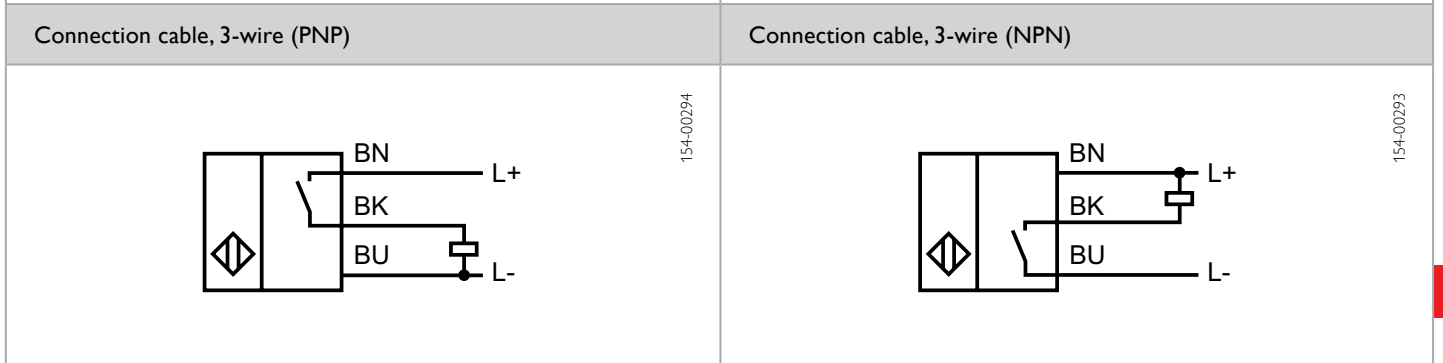 Connection cable, 3-wire (PNP)
Connection cable, 3-wire (NPN)
154-00294
BN
L+
BK
BU
L-
154-00293
BN
L+
BK
BU
L-